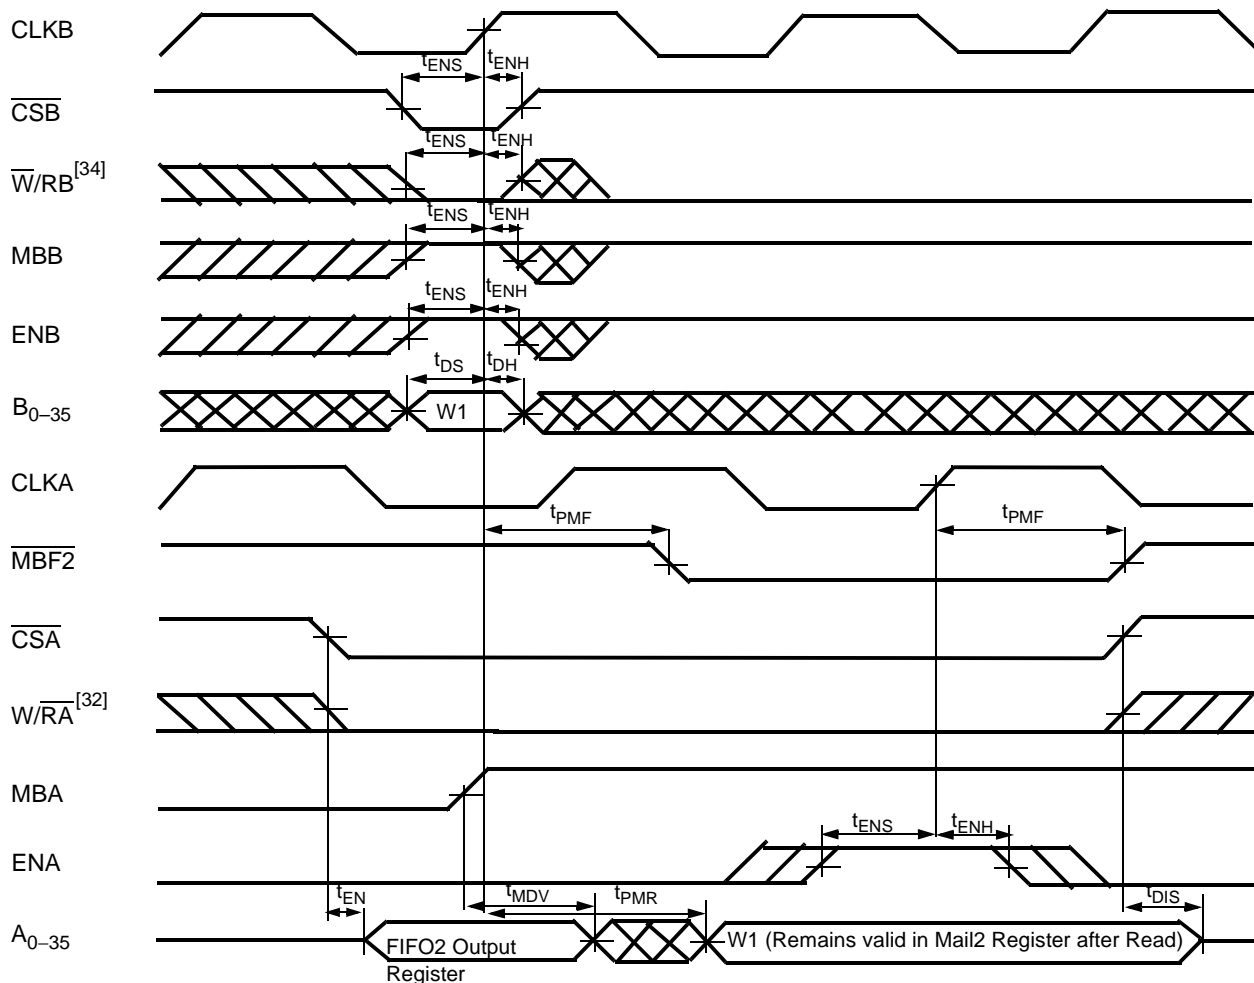 CLKB
tENS
tENH
CSB
tENS
tENH
W/RB[34]
tENS
tENH
MBB
tENS
tENH
ENB
tDS
tDH
B0–35
W1
CLKA
tPMF
tPMF
MBF2
CSA
W/RA[32]
MBA
tENS
tENH
ENA
tEN
tMDV
tPMR
tDIS
A0–35
FIFO2 Output
Register
W1 (Remains valid in Mail2 Register after Read)